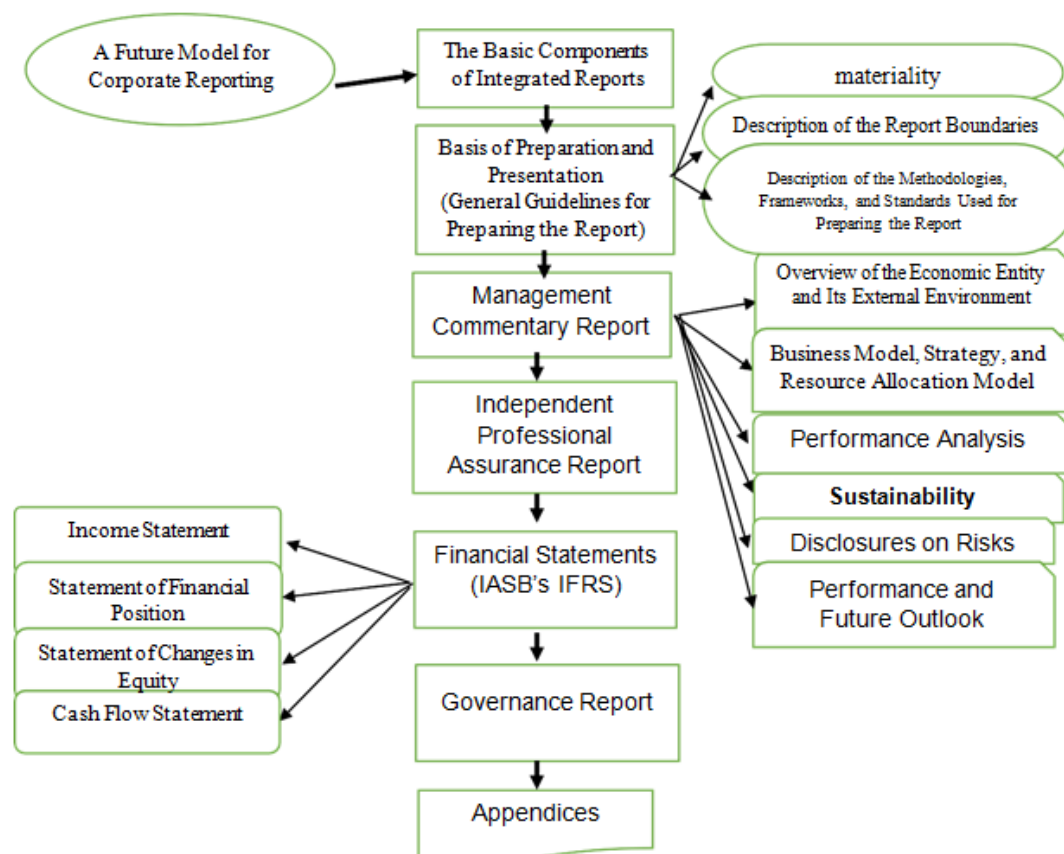 A Future Model for
Corporate Reporting
The Basic Components
of Integrated Reports
materiality
Description of the Report Boundaries
Basis of Preparation and
Presentation
(General Guidelines for
Preparing the Report)
Description of the Methodologies,
Frameworks, and Standards Used for
Preparing the Report
Overview of the Economic Entity
and Its External Environment
Management
Commentary Report
Business Model, Strategy, and
Resource Allocation Model
Independent
Professional
Assurance Report
Performance Analysis
Sustainability
Disclosures on Risks
Performance and
Future Outlook
Income Statement
Statement of Financial
Position
Statement of Changes in
Equity
Cash Flow Statement
Financial Statements
(IASB's IFRS)
Governance Report
Appendices